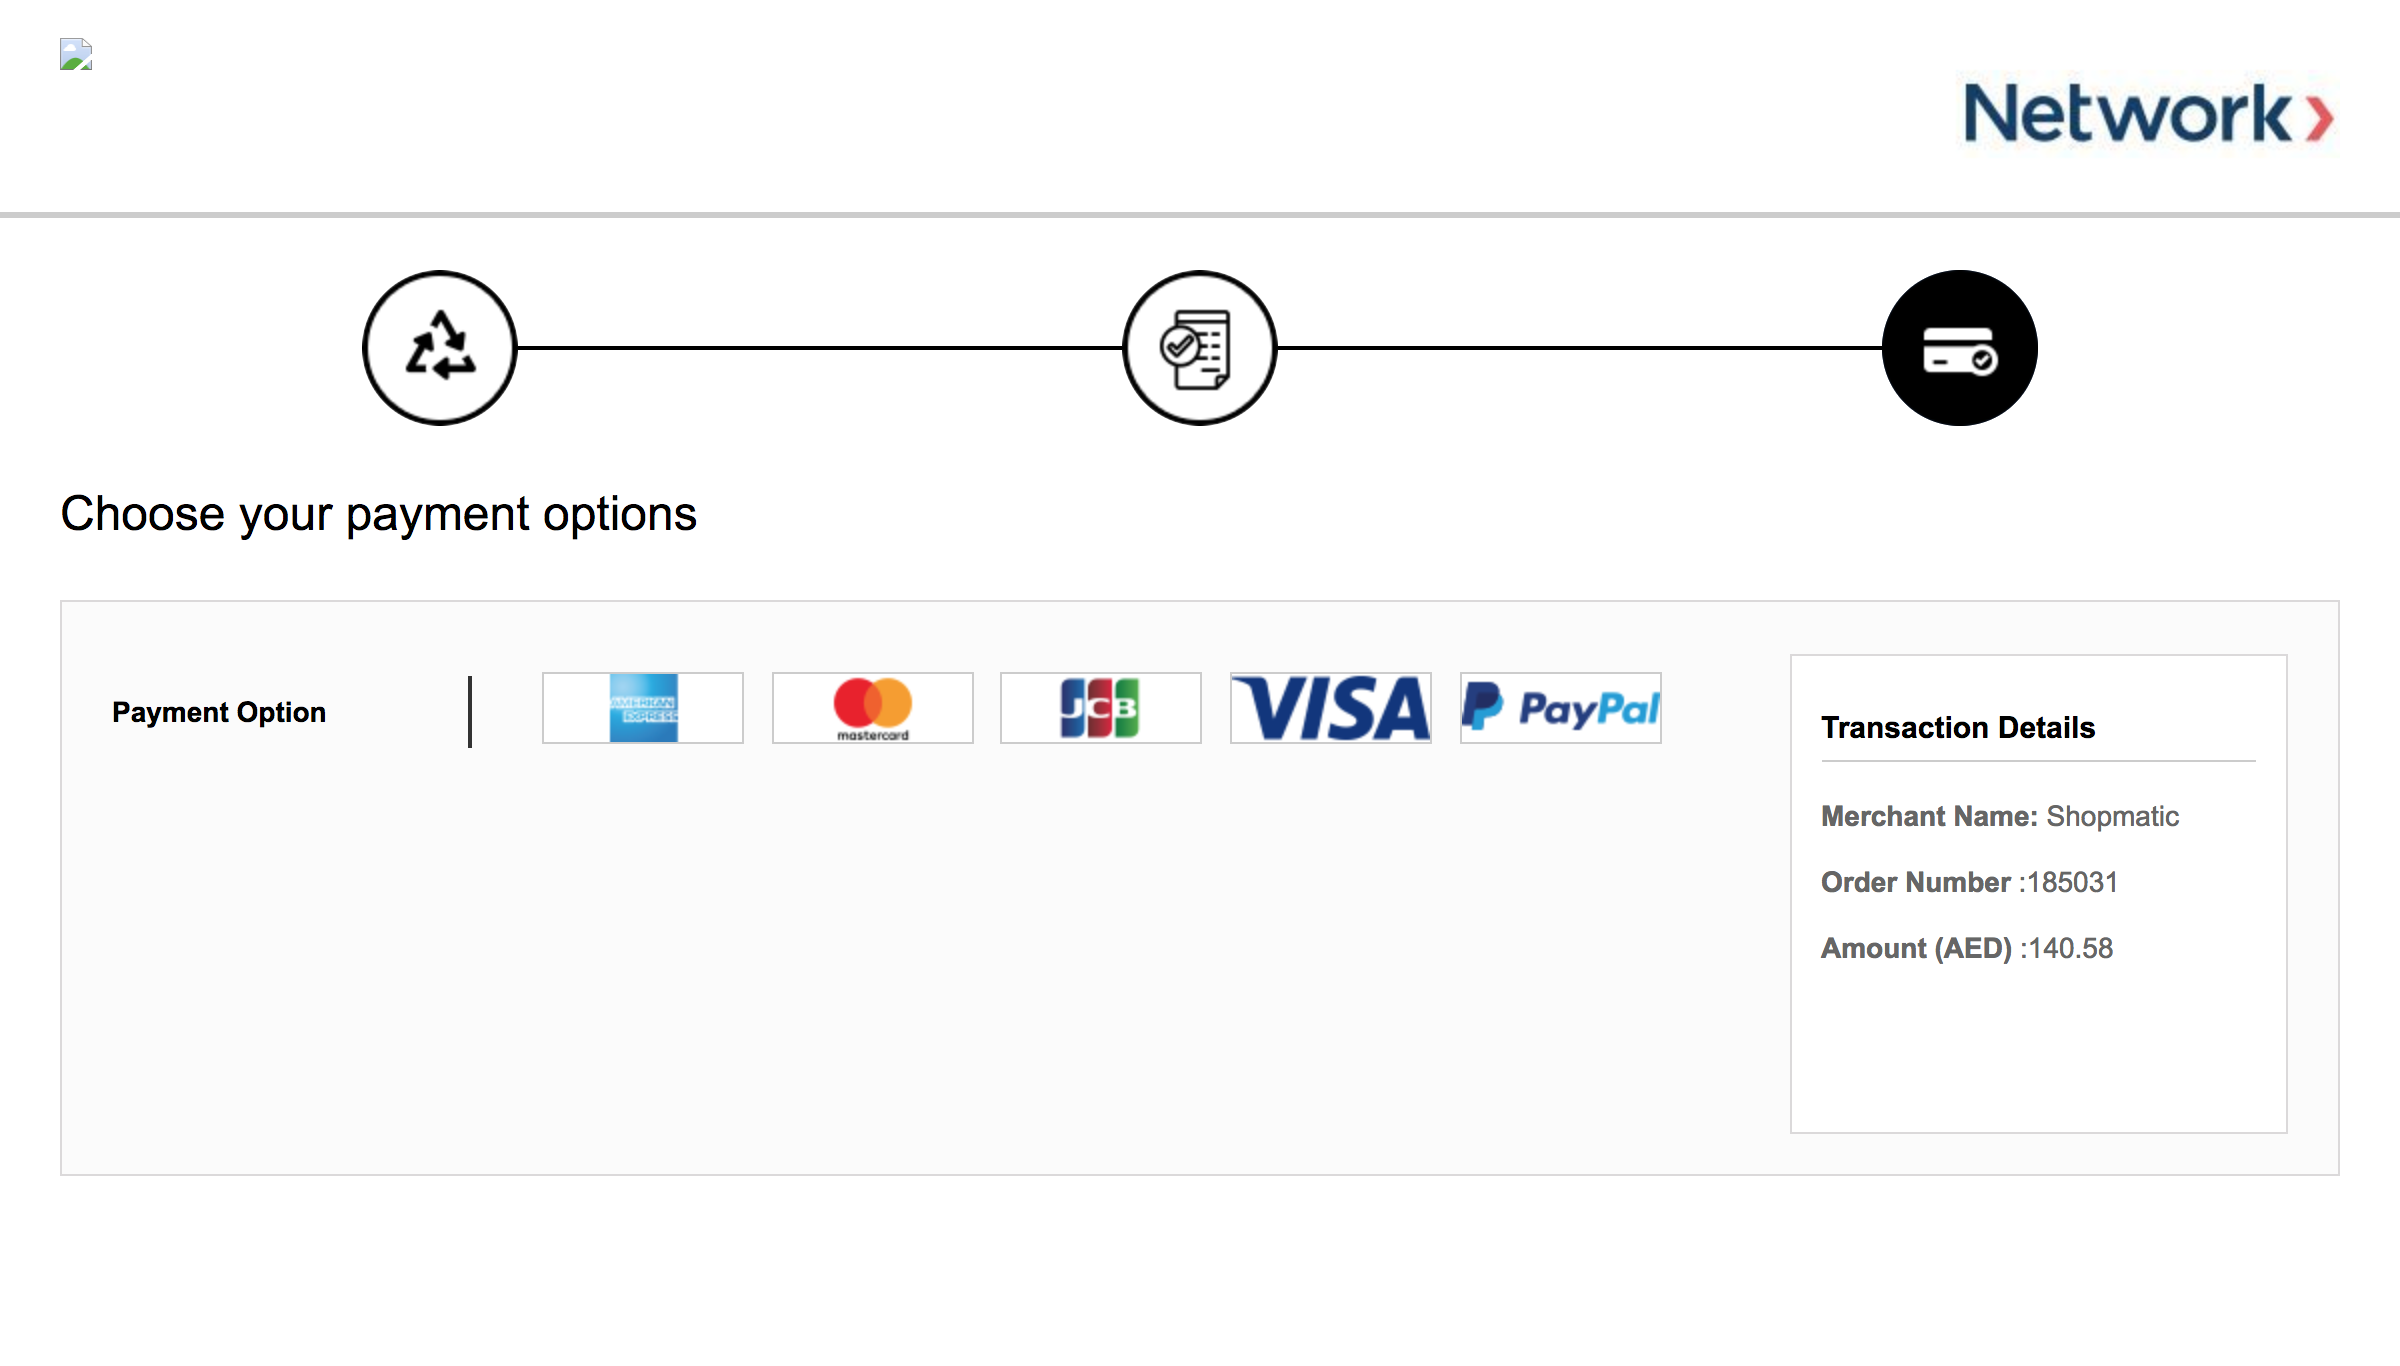 Network
Choose your payment options
Payment Option
AMERICAN
EXPRESS
mastercard
JCB
VISA
PayPal
Transaction Details
Merchant Name: Shopmatic
Order Number :185031
Amount (AED) :140.58